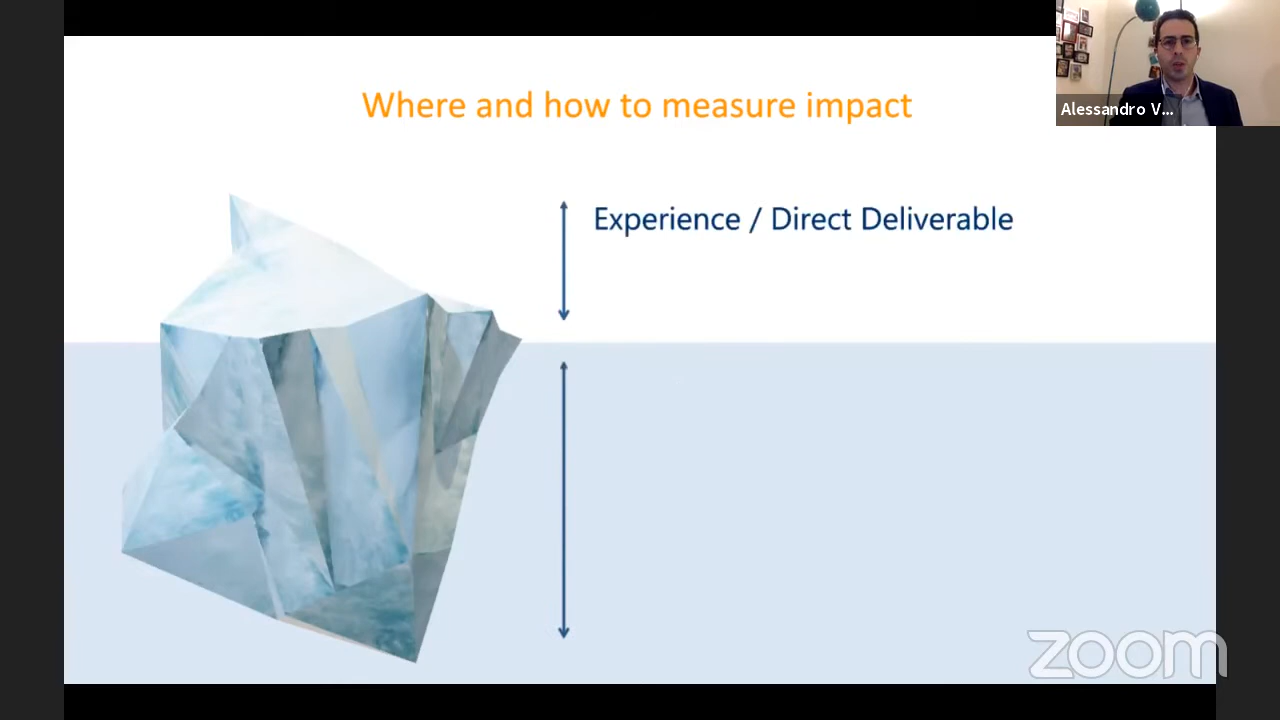 Where and how to measure impact
Alessandro V...
Experience / Direct Deliverable
zoom